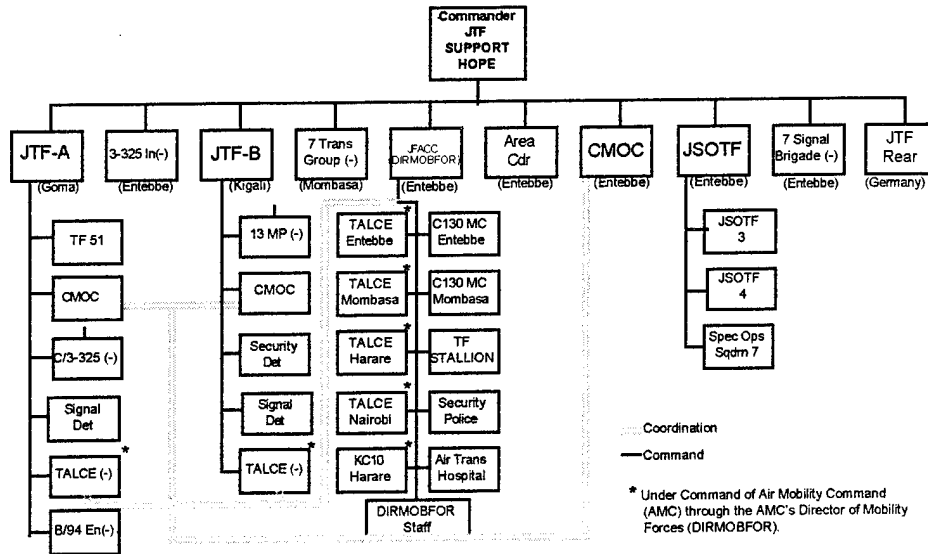 Commander
JTF
SUPPORT
HOPE
JTF-A
(Goma)
3-325 In(-)
(Entebbe)
JTF-B
(Kigali)
7 Trans
Group (-)
(Mombasa)
JFACC
(DIRMOBFOR)
(Entebbe)
Area
Cdr
(Entebbe)
CMOC
(Entebbe)
JSOTF
(Entebbe)
7 Signal
Brigade (-)
(Entebbe)
JTF
Rear
(Germany)
TF 51
CMOC
C/3-325 (-)
Signal
Det
TALCE (-)
*
B/94 En(-)
13 MP (-)
CMOC
Security
Det
Signal
Det
TALCE (-)
*
TALCE
Entebbe
*
TALCE
Mombasa
*
TALCE
Harare
*
TALCE
Nairobi
*
KC10
Harare
*
C130 MC
Entebbe
C130 MC
Mombasa
TF
STALLION
Security
Police
Air Trans
Hospital
DIRMOBFOR
Staff
JSOTF
3
JSOTF
4
Spec Ops
Sqdrn 7
Coordination
Command
* Under Command of Air Mobility Command
(AMC) through the AMC's Director of Mobility
Forces (DIRMOBFOR).